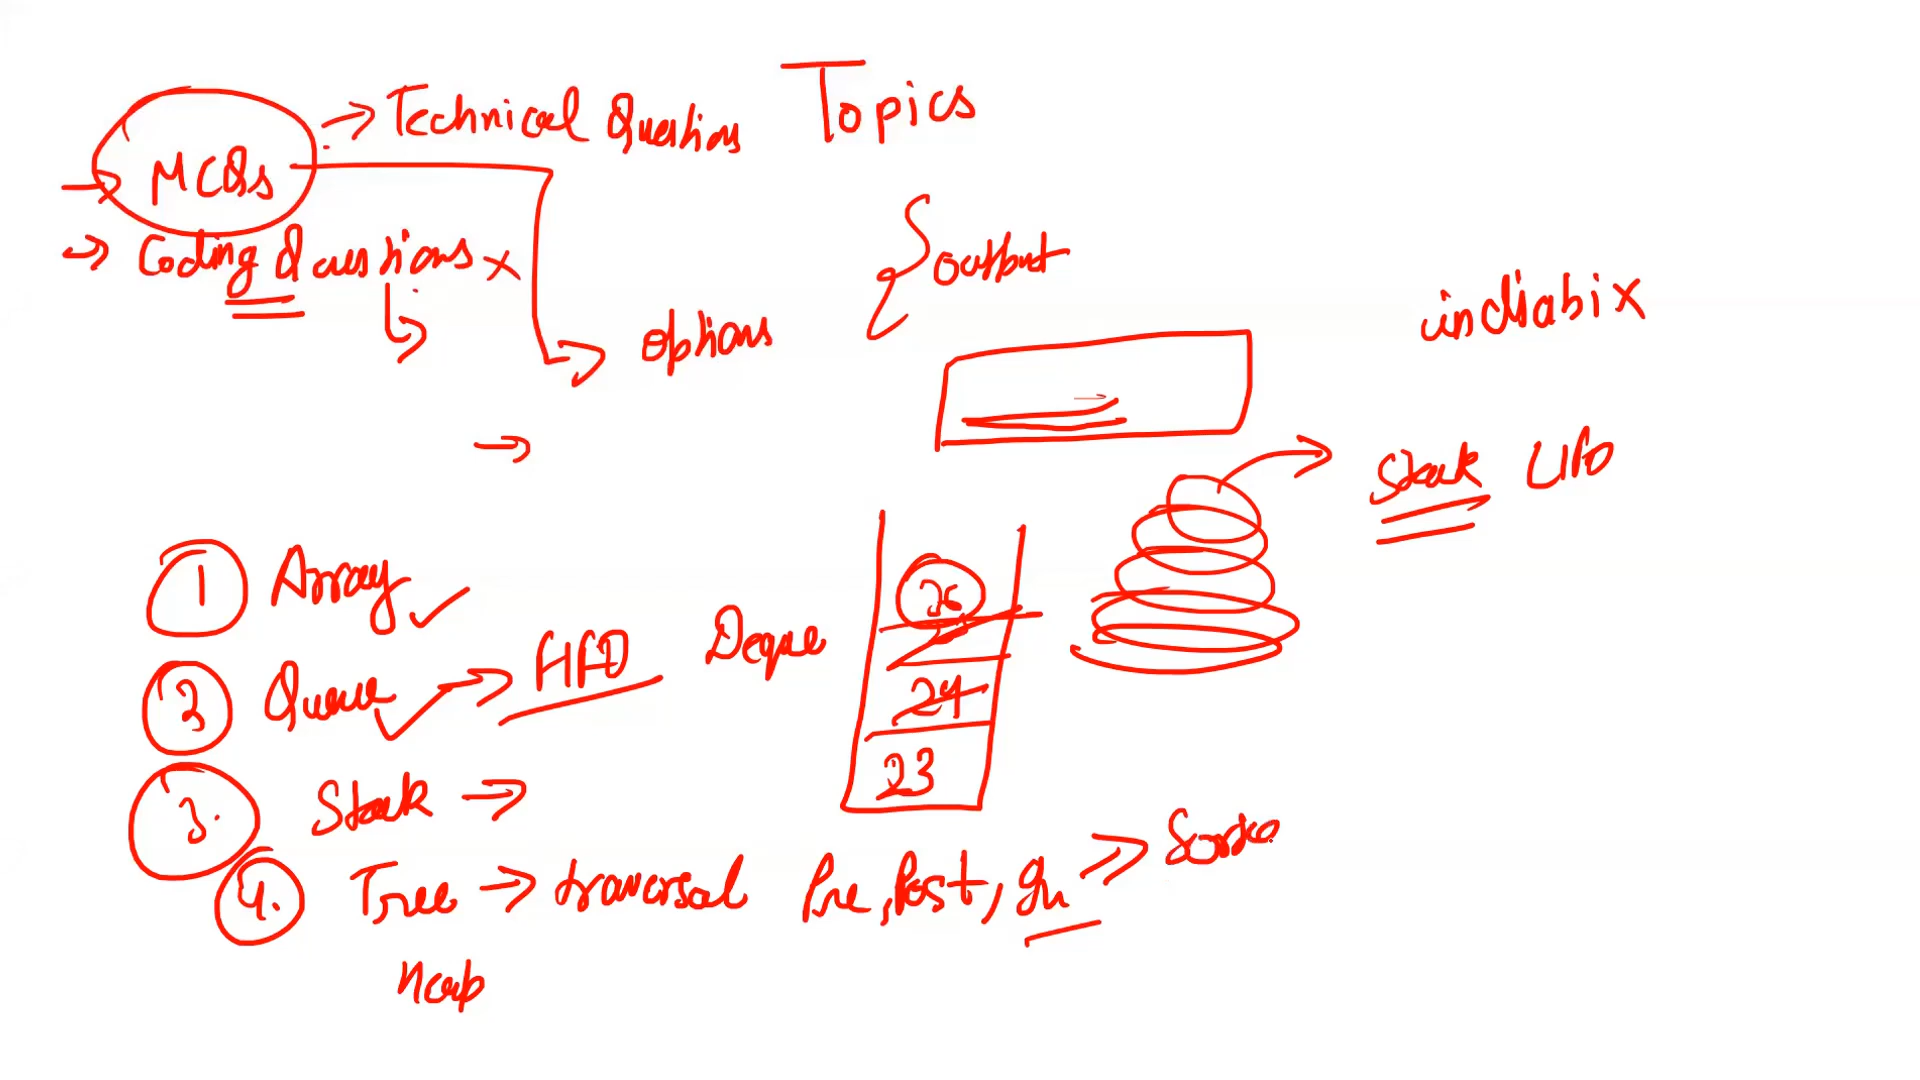 Topics
→ Technical Questions
→ MCQs
→ Coding Questions x
options
output
indiabix
Stack LIFO
1 Array ✓
2 Queue ✓ → FIFO
Deque
26
24
23
3. Stack →
4. Tree → traversal Pre, Post, In →
Heap